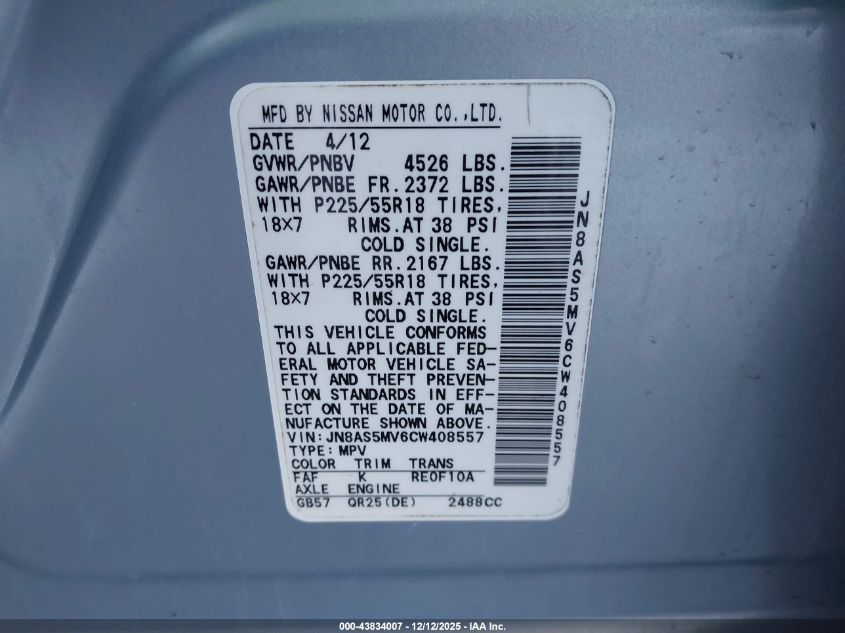 MFD BY NISSAN MOTOR CO.,LTD.
DATE 4/12
GVWR/PNBV 4526 LBS.
GAWR/PNBE FR. 2372 LBS.
WITH P225/55R18 TIRES,
18X7 RIMS.AT 38 PSI
COLD SINGLE.
GAWR/PNBE RR. 2167 LBS.
WITH P225/55R18 TIRES,
18X7 RIMS.AT 38 PSI
COLD SINGLE.
THIS VEHICLE CONFORMS
TO ALL APPLICABLE FED-
ERAL MOTOR VEHICLE SA-
FETY AND THEFT PREVEN-
TION STANDARDS IN EFF-
ECT ON THE DATE OF MA-
NUFACTURE SHOWN ABOVE.
VIN:JN8AS5MV6CW408557
TYPE:MPV
COLOR TRIM TRANS
FAF K RE0F10A
AXLE ENGINE
GB57 QR25(DE) 2488CC
JN8AS5MV6CW408557
000-43834007 - 12/12/2025 - IAA Inc.